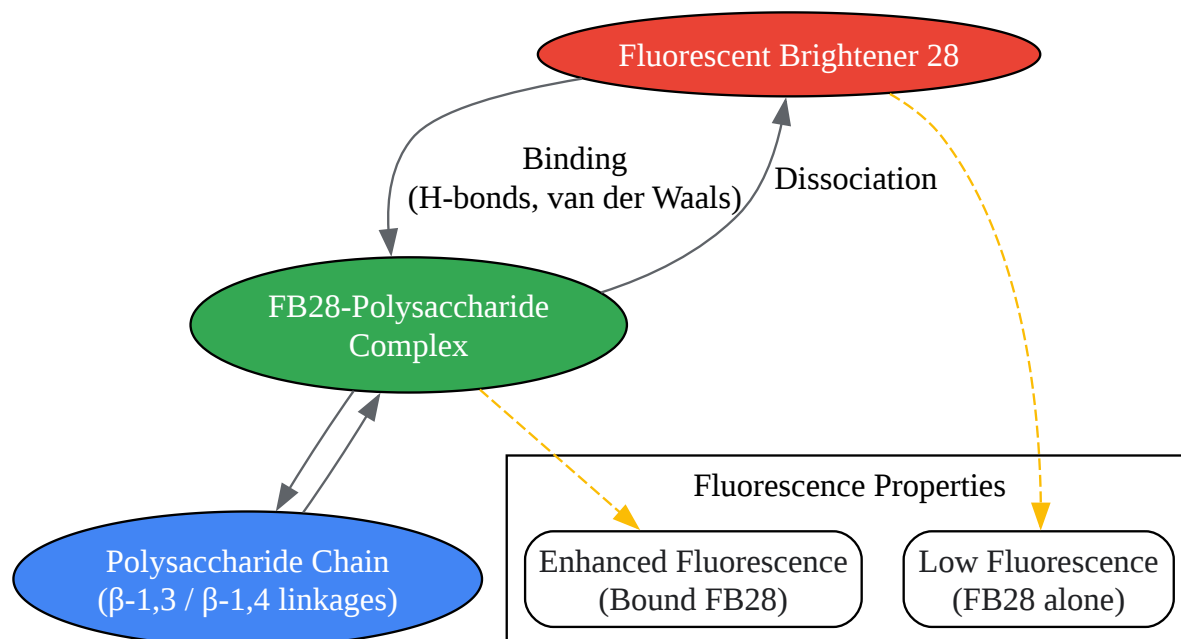 Fluorescent Brightener 28
Binding
(H-bonds, van der Waals)
Dissociation
FB28-Polysaccharide
Complex
Fluorescence Properties
Enhanced Fluorescence
(Bound FB28)
Low Fluorescence
(FB28 alone)
Polysaccharide Chain
(β-1,3 / β-1,4 linkages)